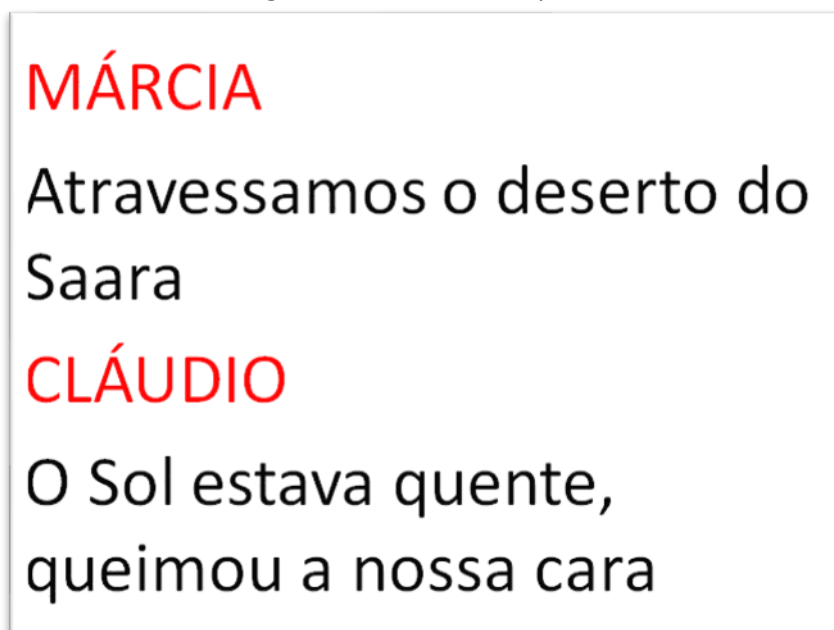 MÁRCIA
Atravessamos o deserto do
Saara
CLÁUDIO
O Sol estava quente,
queimou a nossa cara